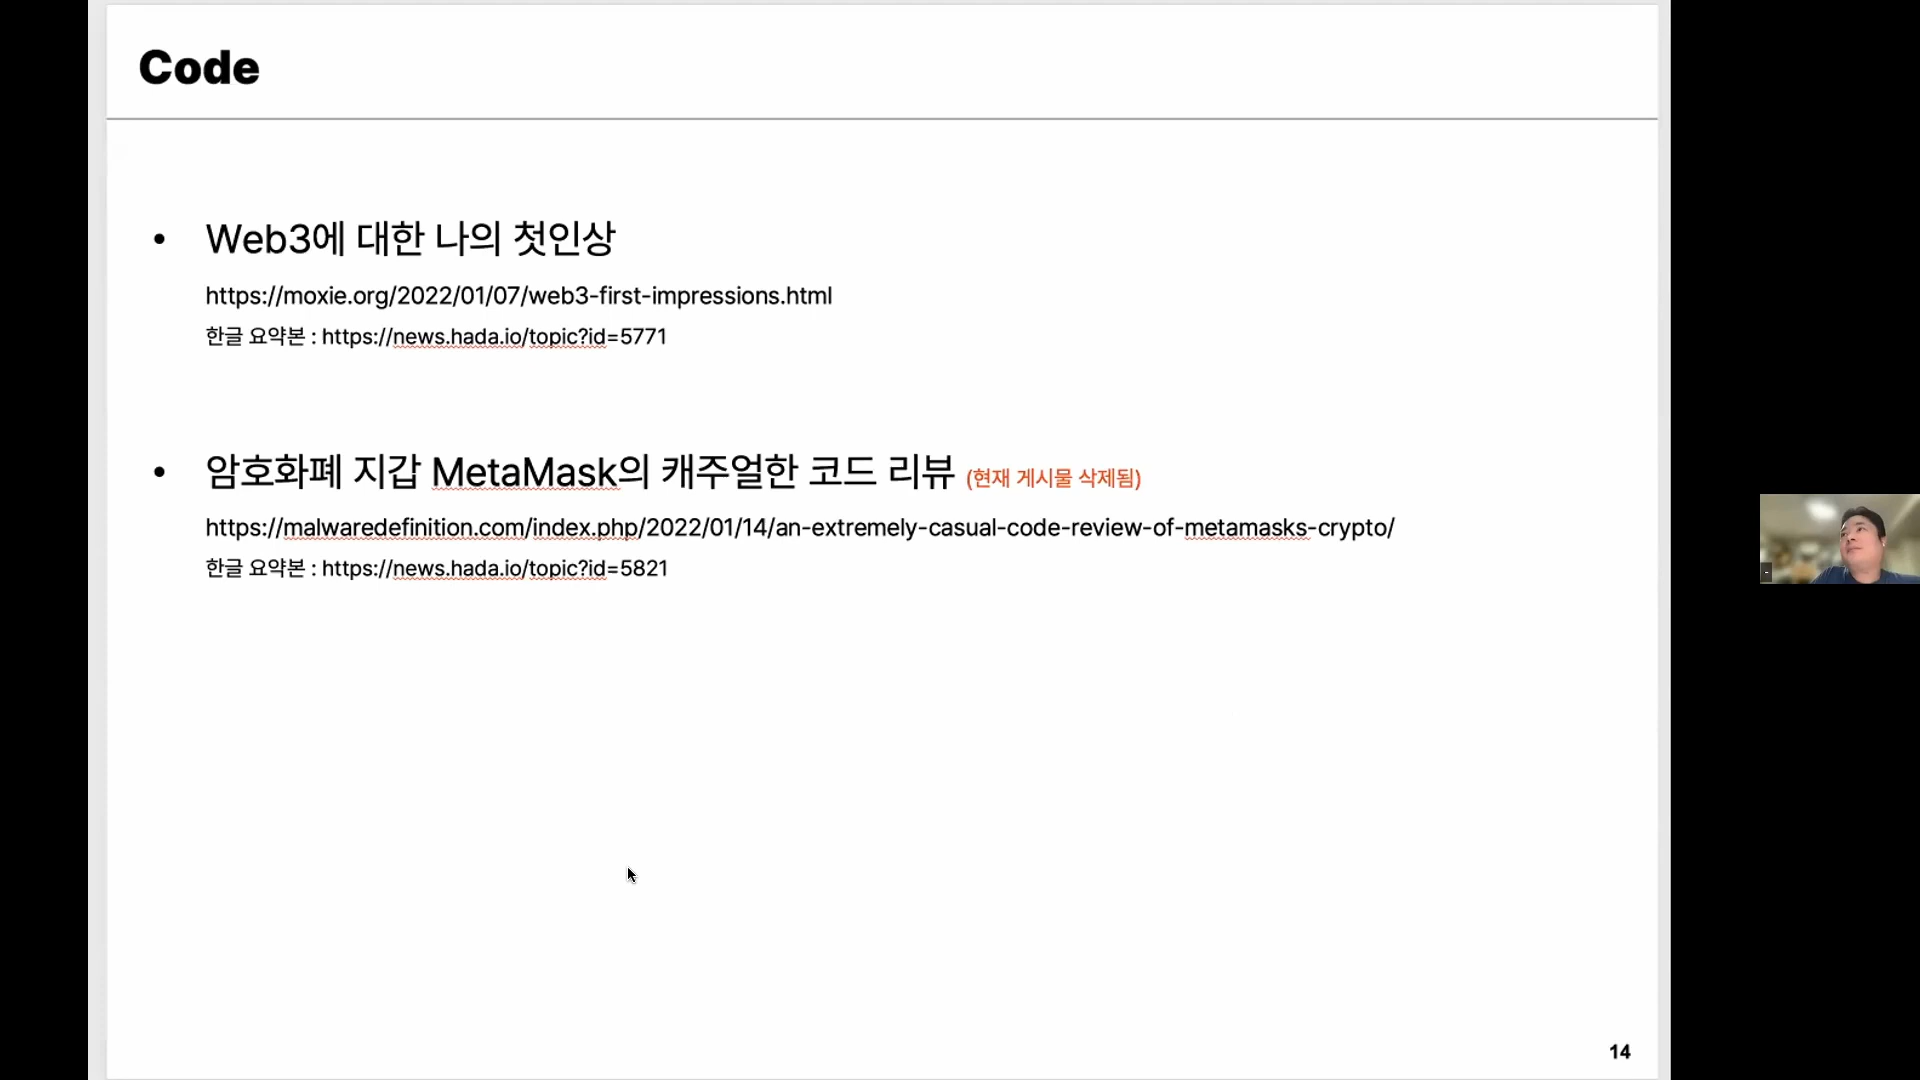 Code
• Web3에 대한 나의 첫인상
https://moxie.org/2022/01/07/web3-first-impressions.html
한글 요약본 : https://news.hada.io/topic?id=5771
• 암호화폐 지갑 MetaMask의 캐주얼한 코드 리뷰 (현재 게시물 삭제됨)
https://malwaredefinition.com/index.php/2022/01/14/an-extremely-casual-code-review-of-metamasks-crypto/
한글 요약본 : https://news.hada.io/topic?id=5821
-
14